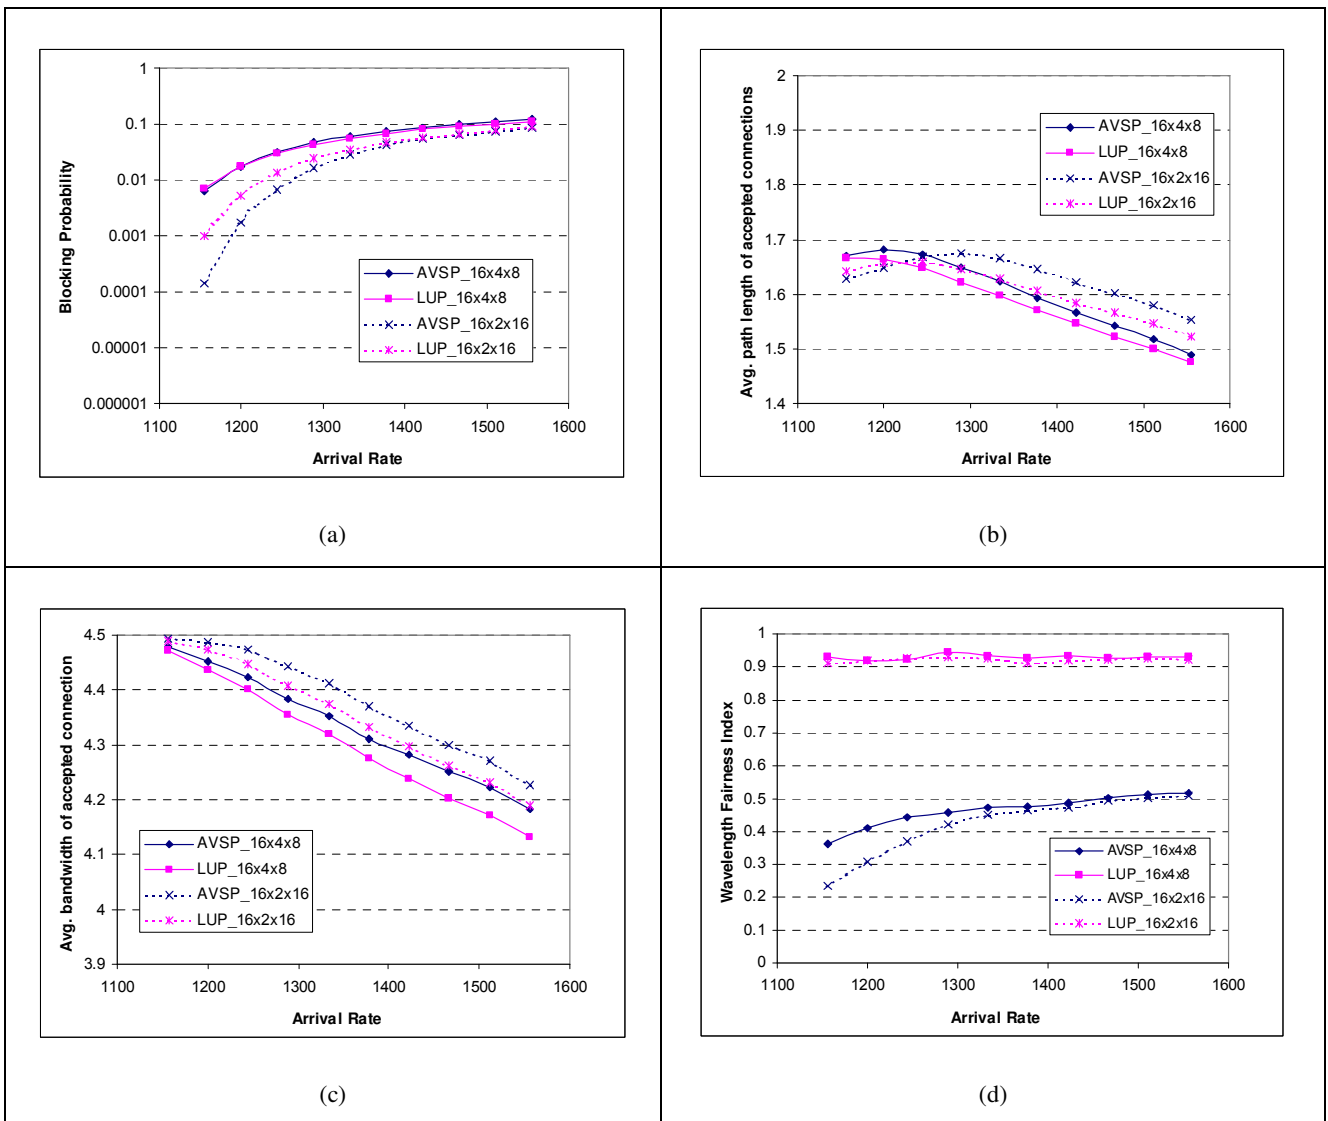 1
0.1
0.01
0.001
0.0001
0.00001
0.000001
Blocking Probability
AVSP_16x4x8
LUP_16x4x8
AVSP_16x2x16
LUP_16x2x16
1100 1200 1300 1400 1500 1600
Arrival Rate
(a)
2
1.9
1.8
1.7
1.6
1.5
1.4
Avg. path length of accepted connections
AVSP_16x4x8
LUP_16x4x8
AVSP_16x2x16
LUP_16x2x16
1100 1200 1300 1400 1500 1600
Arrival Rate
(b)
4.5
4.4
4.3
4.2
4.1
4
3.9
Avg. bandwidth of accepted connection
AVSP_16x4x8
LUP_16x4x8
AVSP_16x2x16
LUP_16x2x16
1100 1200 1300 1400 1500 1600
Arrival Rate
(c)
1
0.9
0.8
0.7
0.6
0.5
0.4
0.3
0.2
0.1
0
Wavelength Fairness Index
AVSP_16x4x8
LUP_16x4x8
AVSP_16x2x16
LUP_16x2x16
1100 1200 1300 1400 1500 1600
Arrival Rate
(d)